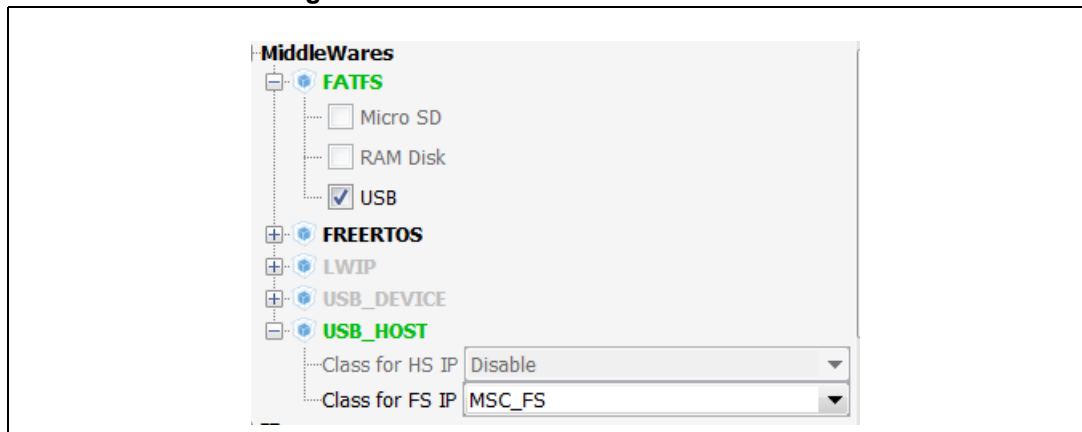 MiddleWares
FATFS
Micro SD
RAM Disk
USB
FREERTOS
LWIP
USB_DEVICE
USB_HOST
Class for HS IP Disable
Class for FS IP MSC_FS